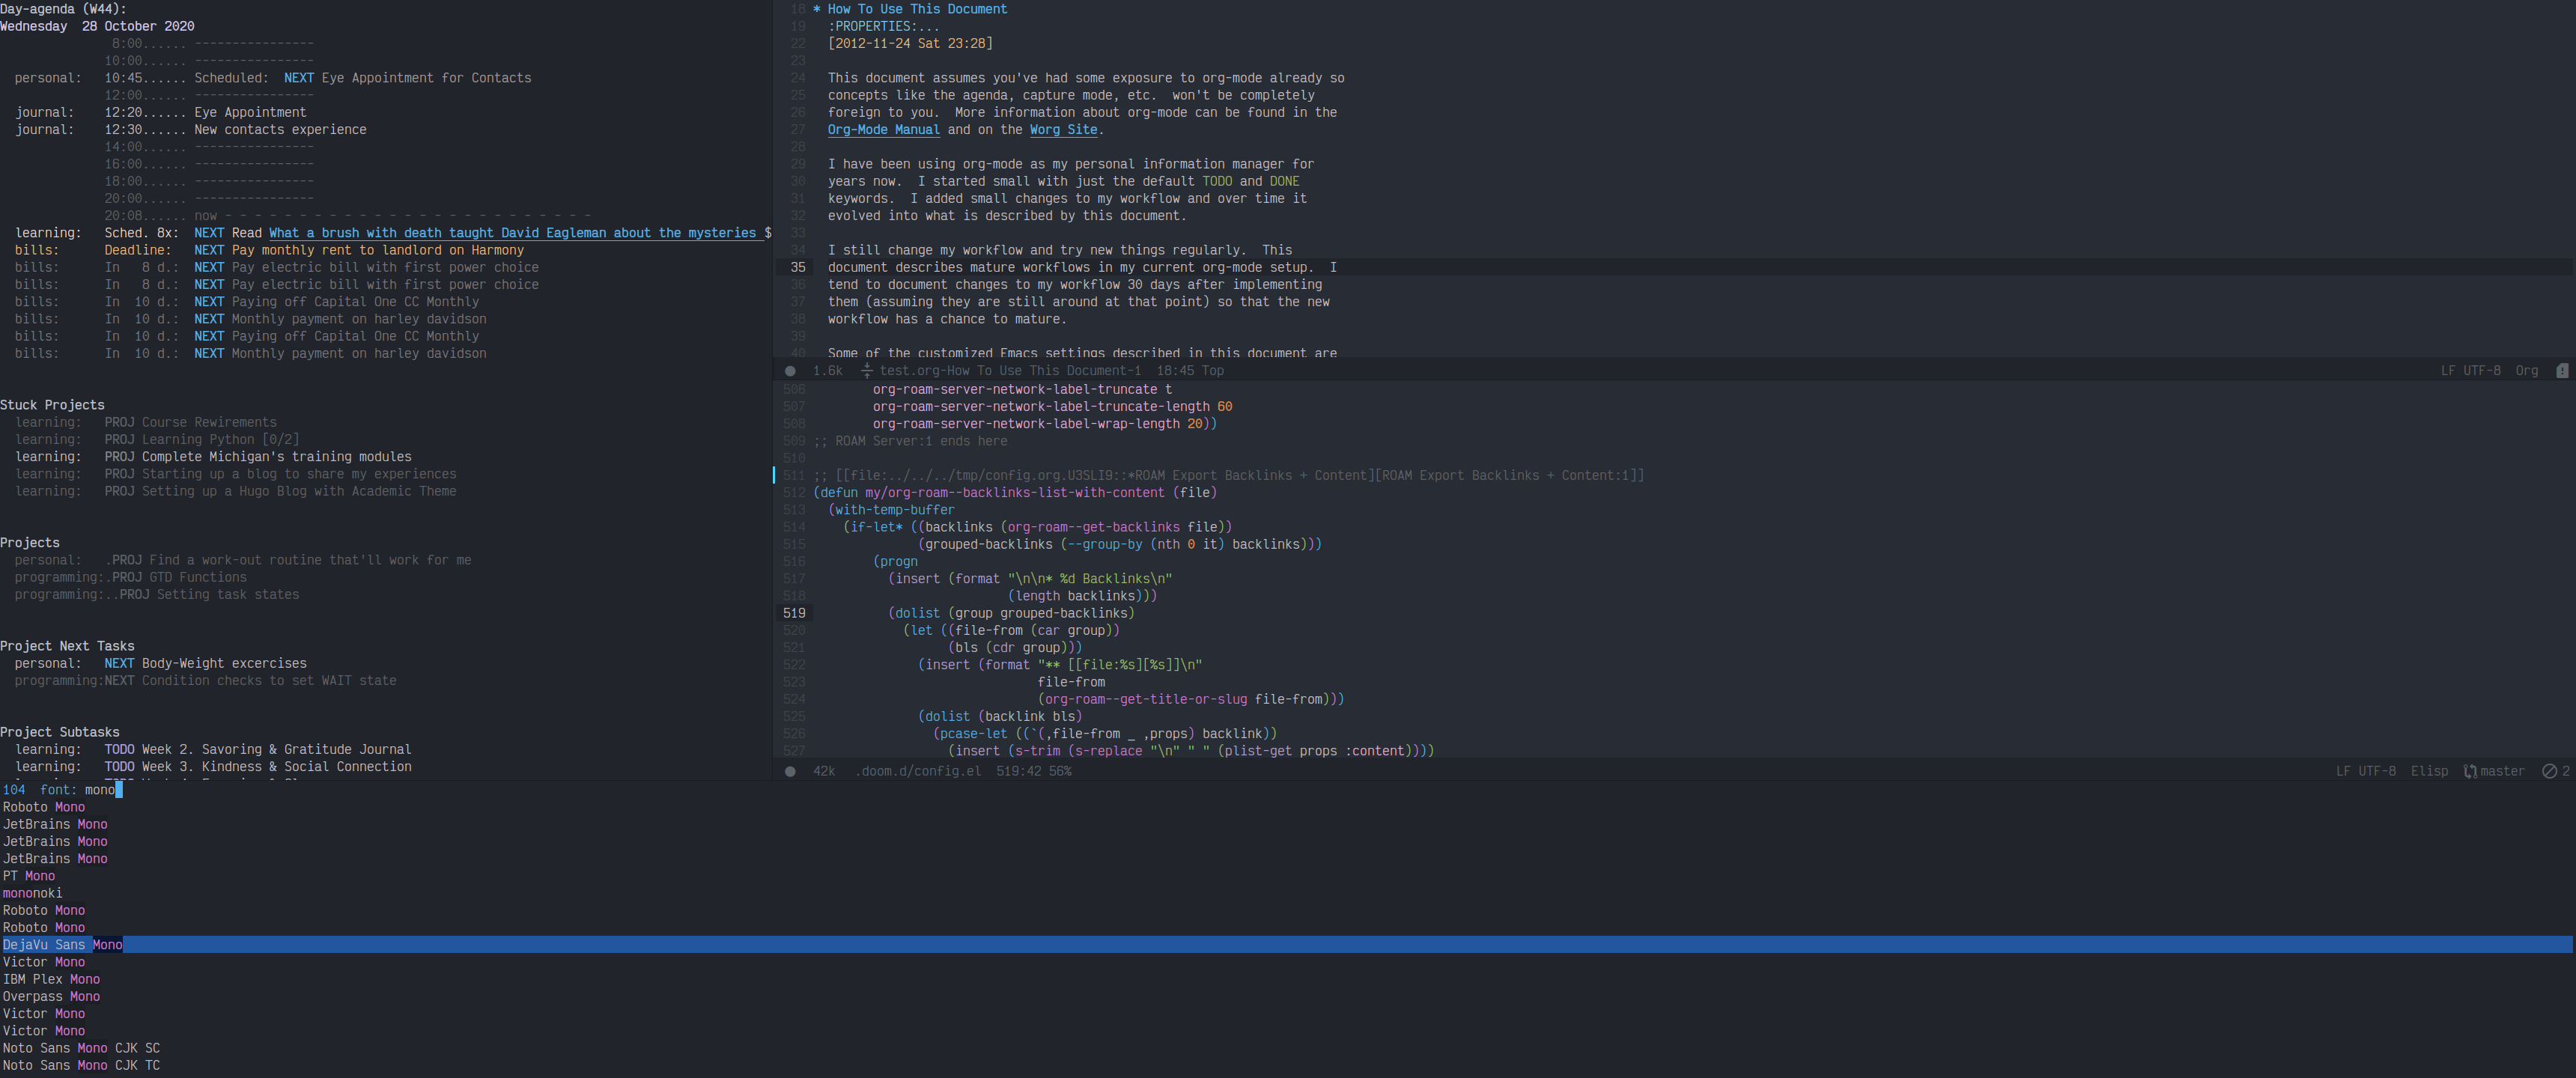 Day-agenda (W44):
Wednesday  28 October 2020
8:00...... ----------------
10:00...... ----------------
personal:   10:45...... Scheduled:  NEXT Eye Appointment for Contacts
12:00...... ----------------
journal:    12:20...... Eye Appointment
journal:    12:30...... New contacts experience
14:00...... ----------------
16:00...... ----------------
18:00...... ----------------
20:00...... ----------------
20:08...... now - - - - - - - - - - - - - - - - - - - - - - - - -
learning:   Sched. 8x:  NEXT Read What a brush with death taught David Eagleman about the mysteries $
bills:      Deadline:   NEXT Pay monthly rent to landlord on Harmony
bills:      In   8 d.:  NEXT Pay electric bill with first power choice
bills:      In   8 d.:  NEXT Pay electric bill with first power choice
bills:      In  10 d.:  NEXT Paying off Capital One CC Monthly
bills:      In  10 d.:  NEXT Monthly payment on harley davidson
bills:      In  10 d.:  NEXT Paying off Capital One CC Monthly
bills:      In  10 d.:  NEXT Monthly payment on harley davidson
Stuck Projects
learning:   PROJ Course Rewirements
learning:   PROJ Learning Python [0/2]
learning:   PROJ Complete Michigan's training modules
learning:   PROJ Starting up a blog to share my experiences
learning:   PROJ Setting up a Hugo Blog with Academic Theme
Projects
personal:   .PROJ Find a work-out routine that'll work for me
programming:.PROJ GTD Functions
programming:..PROJ Setting task states
Project Next Tasks
personal:   NEXT Body-Weight excercises
programming:NEXT Condition checks to set WAIT state
Project Subtasks
learning:   TODO Week 2. Savoring & Gratitude Journal
learning:   TODO Week 3. Kindness & Social Connection
18 * How To Use This Document
19   :PROPERTIES:...
22   [2012-11-24 Sat 23:28]
23
24   This document assumes you've had some exposure to org-mode already so
25   concepts like the agenda, capture mode, etc.  won't be completely
26   foreign to you.  More information about org-mode can be found in the
27   Org-Mode Manual and on the Worg Site.
28
29   I have been using org-mode as my personal information manager for
30   years now.  I started small with just the default TODO and DONE
31   keywords.  I added small changes to my workflow and over time it
32   evolved into what is described by this document.
33
34   I still change my workflow and try new things regularly.  This
35   document describes mature workflows in my current org-mode setup.  I
36   tend to document changes to my workflow 30 days after implementing
37   them (assuming they are still around at that point) so that the new
38   workflow has a chance to mature.
39
40   Some of the customized Emacs settings described in this document are
1.6k  test.org-How To Use This Document-1  18:45 Top  LF UTF-8  Org
506         org-roam-server-network-label-truncate t
507         org-roam-server-network-label-truncate-length 60
508         org-roam-server-network-label-wrap-length 20))
509 ;; ROAM Server:1 ends here
510
511 ;; [[file:../../../tmp/config.org.U3SLI9::*ROAM Export Backlinks + Content][ROAM Export Backlinks + Content:1]]
512 (defun my/org-roam--backlinks-list-with-content (file)
513   (with-temp-buffer
514     (if-let* ((backlinks (org-roam--get-backlinks file))
515               (grouped-backlinks (--group-by (nth 0 it) backlinks)))
516         (progn
517           (insert (format "\n\n* %d Backlinks\n"
518                           (length backlinks)))
519           (dolist (group grouped-backlinks)
520             (let ((file-from (car group))
521                   (bls (cdr group)))
522               (insert (format "** [[file:%s][%s]]\n"
523                               file-from
524                               (org-roam--get-title-or-slug file-from)))
525               (dolist (backlink bls)
526                 (pcase-let ((`(,file-from _ ,props) backlink))
527                   (insert (s-trim (s-replace "\n" " " (plist-get props :content))))
42k  .doom.d/config.el  519:42 56%  LF UTF-8  Elisp  master  2
104  font: mono
Roboto Mono
JetBrains Mono
JetBrains Mono
JetBrains Mono
PT Mono
mononoki
Roboto Mono
Roboto Mono
DejaVu Sans Mono
Victor Mono
IBM Plex Mono
Overpass Mono
Victor Mono
Victor Mono
Noto Sans Mono CJK SC
Noto Sans Mono CJK TC